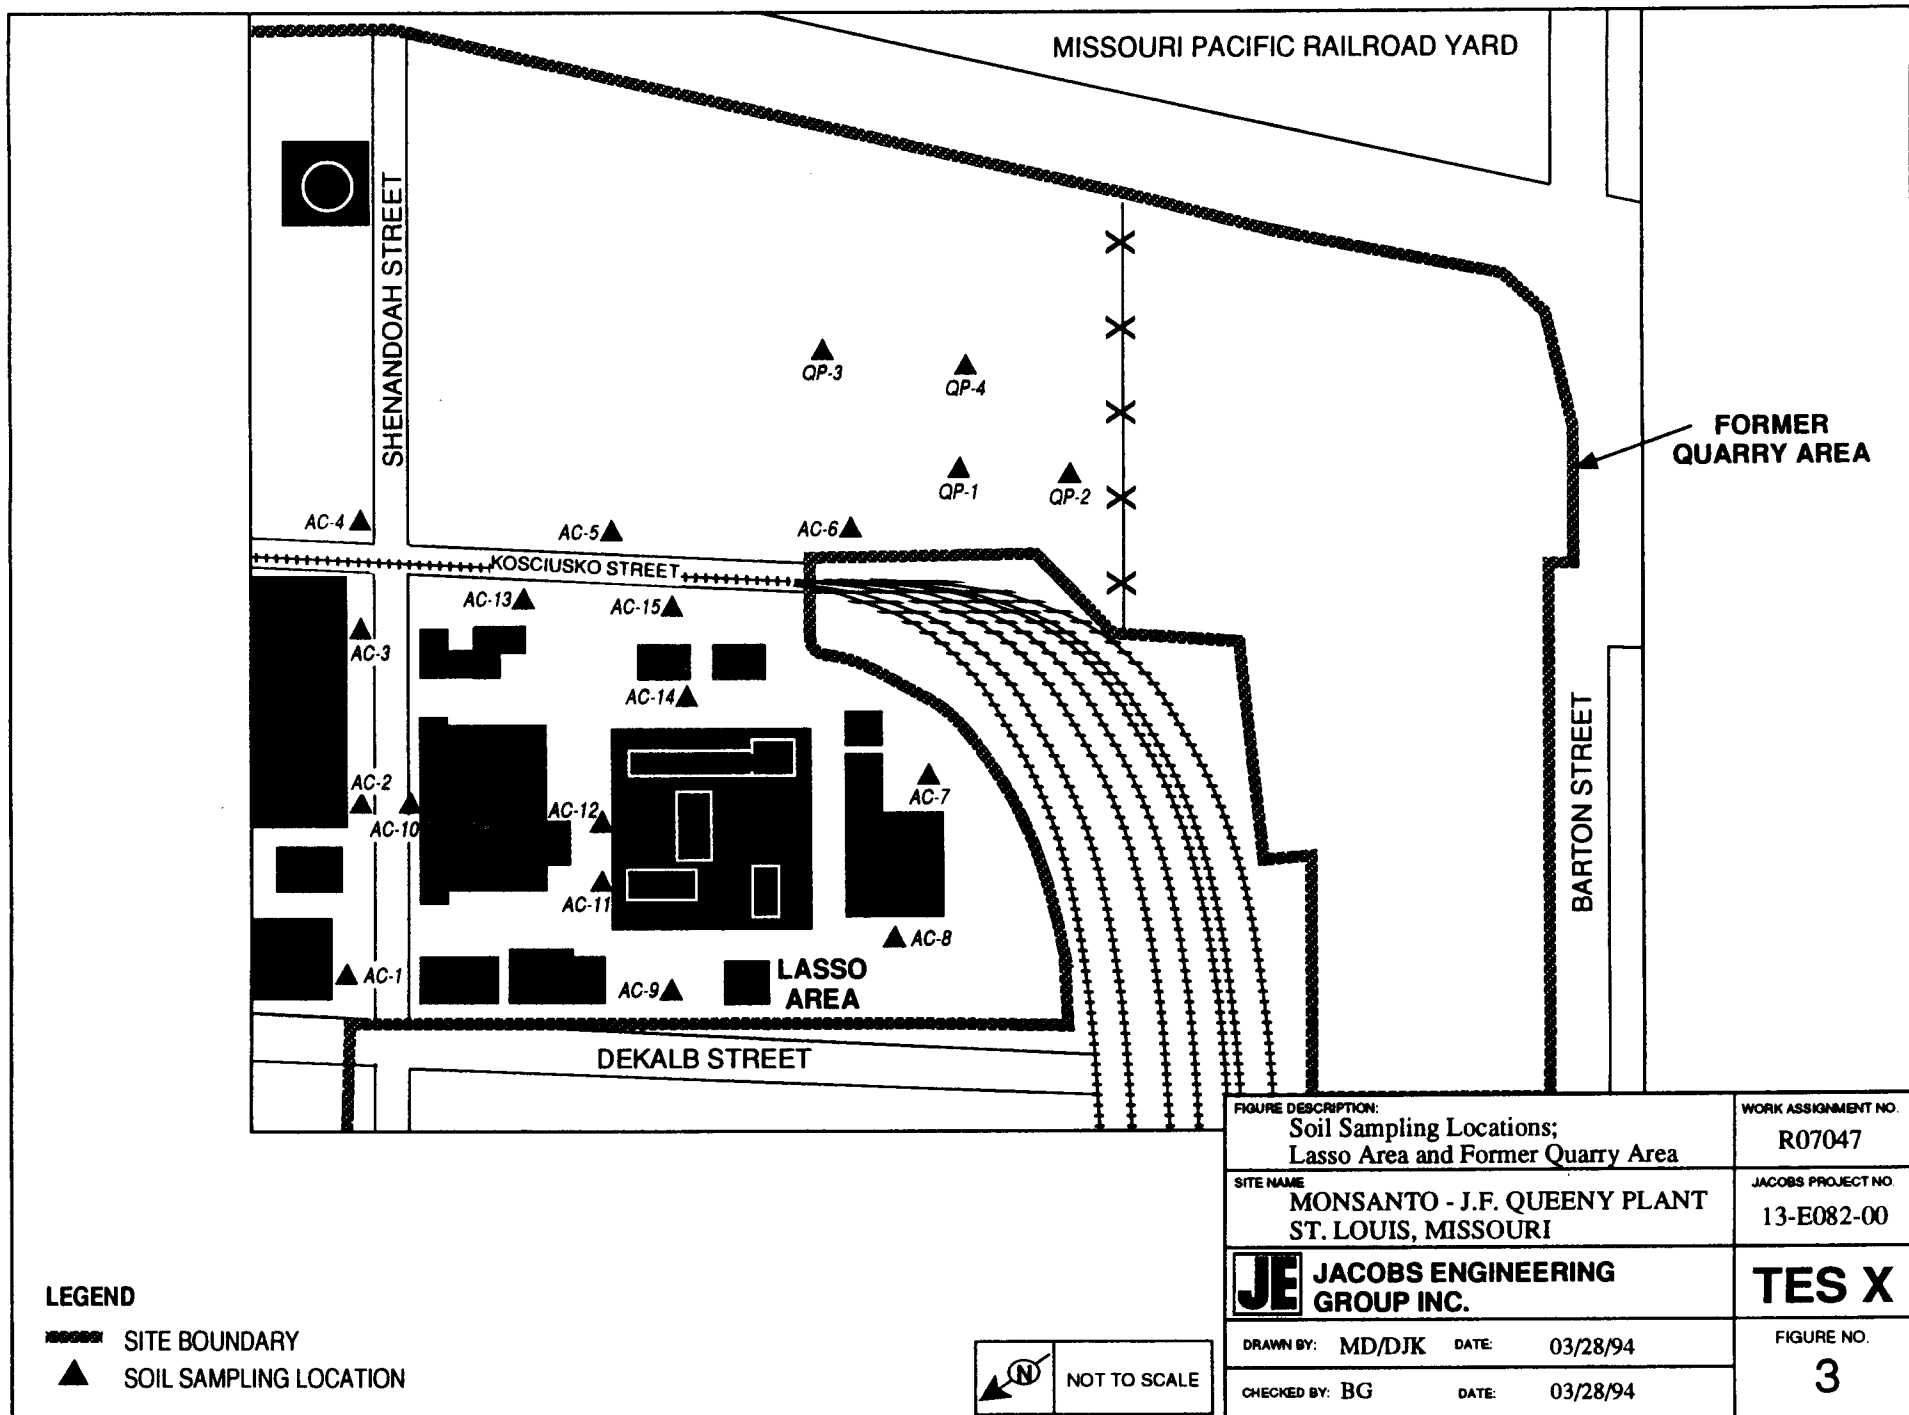 MISSOURI PACIFIC RAILROAD YARD
SHENANDOAH STREET
QP-3
QP-4
FORMER
QUARRY AREA
QP-1
QP-2
AC-4
AC-5
AC-6
KOSCIUSKO STREET
AC-13
AC-15
AC-3
AC-14
BARTON STREET
AC-2
AC-7
AC-10
AC-12
AC-11
AC-8
AC-1
AC-9
LASSO
AREA
DEKALB STREET
FIGURE DESCRIPTION:
Soil Sampling Locations;
Lasso Area and Former Quarry Area
WORK ASSIGNMENT NO.
R07047
SITE NAME
MONSANTO - J.F. QUEENY PLANT
ST. LOUIS, MISSOURI
JACOBS PROJECT NO.
13-E082-00
JE
JACOBS ENGINEERING
GROUP INC.
TES X
DRAWN BY: MD/DJK DATE: 03/28/94
CHECKED BY: BG DATE: 03/28/94
FIGURE NO.
3
LEGEND
SITE BOUNDARY
SOIL SAMPLING LOCATION
N
NOT TO SCALE